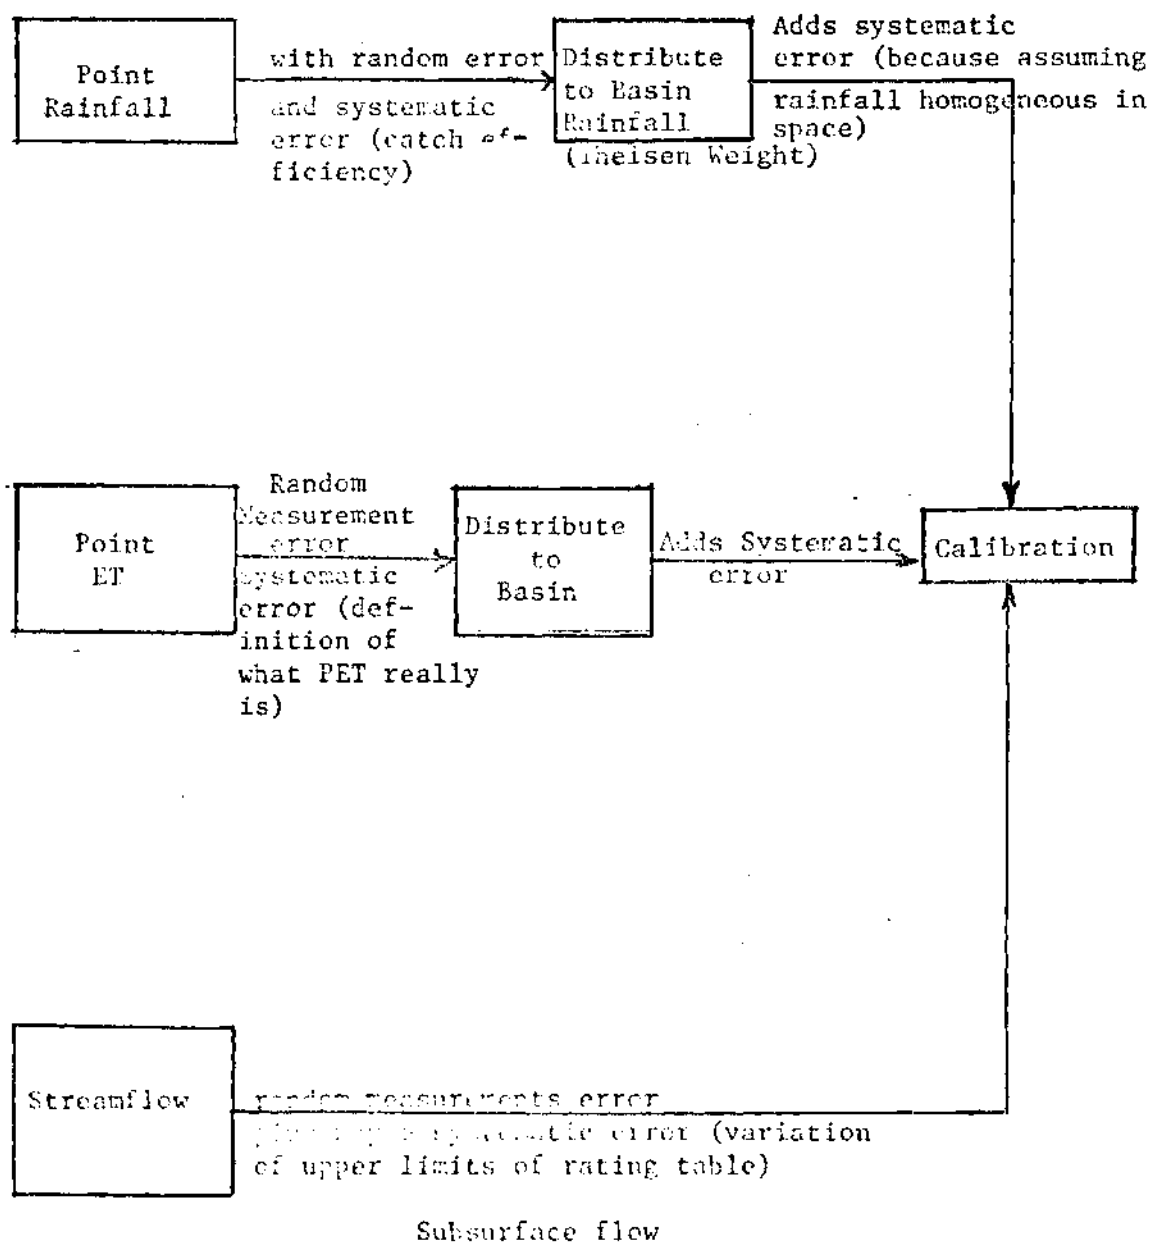 Point
Rainfall
with random error
and systematic
error (catch ef-
ficiency)
Distribute
to Basin
Rainfall
(Theisen Weight)
Adds systematic
error (because assuming
rainfall homogeneous in
space)
Point
ET
Random
Measurement
error
systematic
error (def-
inition of
what PET really
is)
Distribute
to
Basin
Adds Systematic
error
Calibration
Streamflow
random measurements error
systematic error (variation
of upper limits of rating table)
Subsurface flow